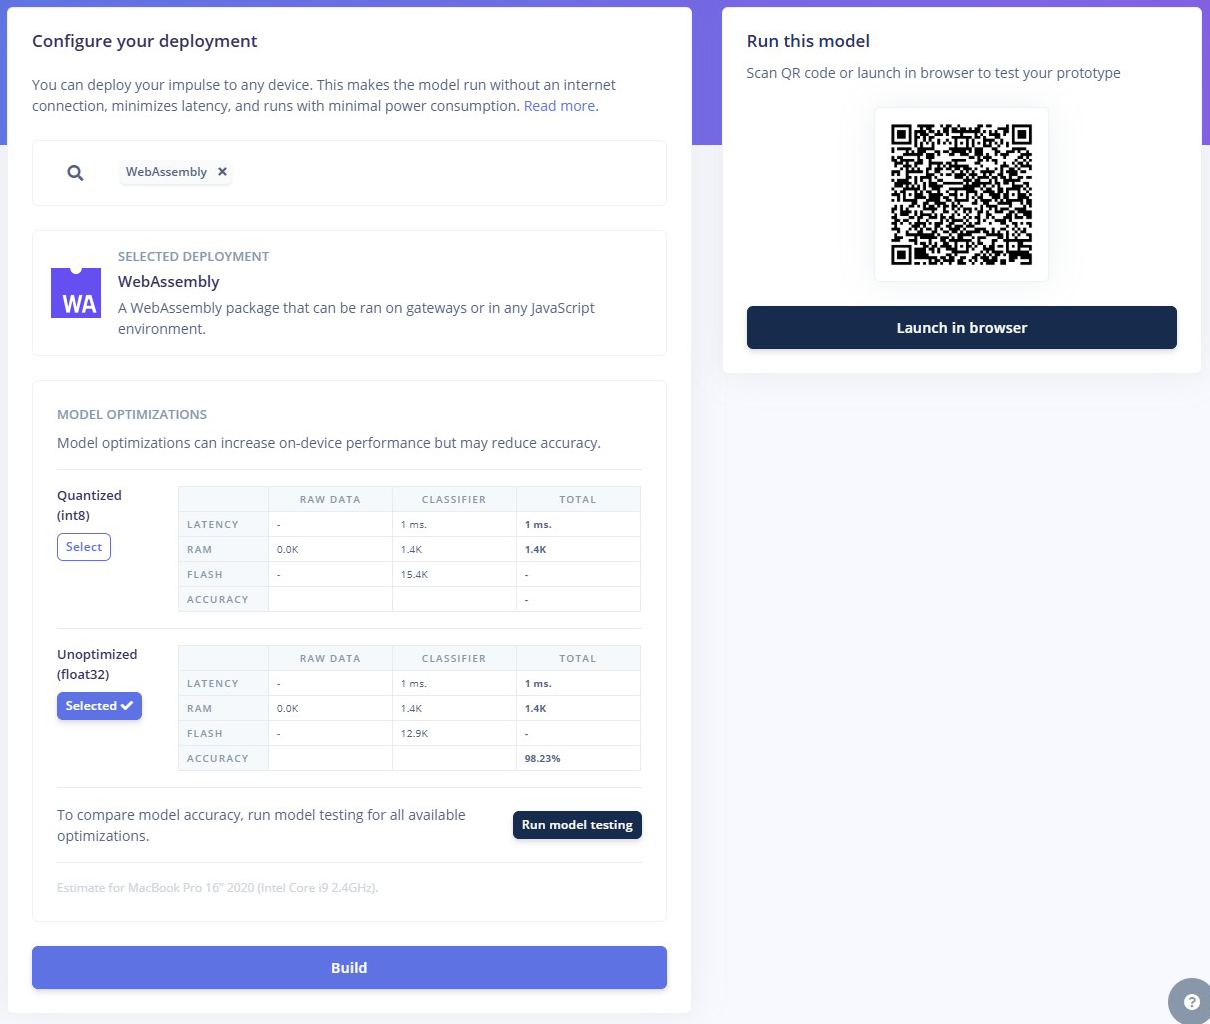 Configure your deployment
You can deploy your impulse to any device. This makes the model run without an internet
connection, minimizes latency, and runs with minimal power consumption. Read more.
WebAssembly
SELECTED DEPLOYMENT
WA
WebAssembly
A WebAssembly package that can be ran on gateways or in any JavaScript
environment.
MODEL OPTIMIZATIONS
Model optimizations can increase on-device performance but may reduce accuracy.
Quantized
(int8)
Select
RAW DATA CLASSIFIER TOTAL
LATENCY - 1 ms. 1 ms.
RAM 0.0K 1.4K 1.4K
FLASH - 15.4K -
ACCURACY -
Unoptimized
(float32)
Selected
RAW DATA CLASSIFIER TOTAL
LATENCY - 1 ms. 1 ms.
RAM 0.0K 1.4K 1.4K
FLASH - 12.9K -
ACCURACY 98.23%
To compare model accuracy, run model testing for all available
optimizations.
Run model testing
Estimate for MacBook Pro 16" 2020 (Intel Core i9 2.4GHz).
Build
Run this model
Scan QR code or launch in browser to test your prototype
Launch in browser
?